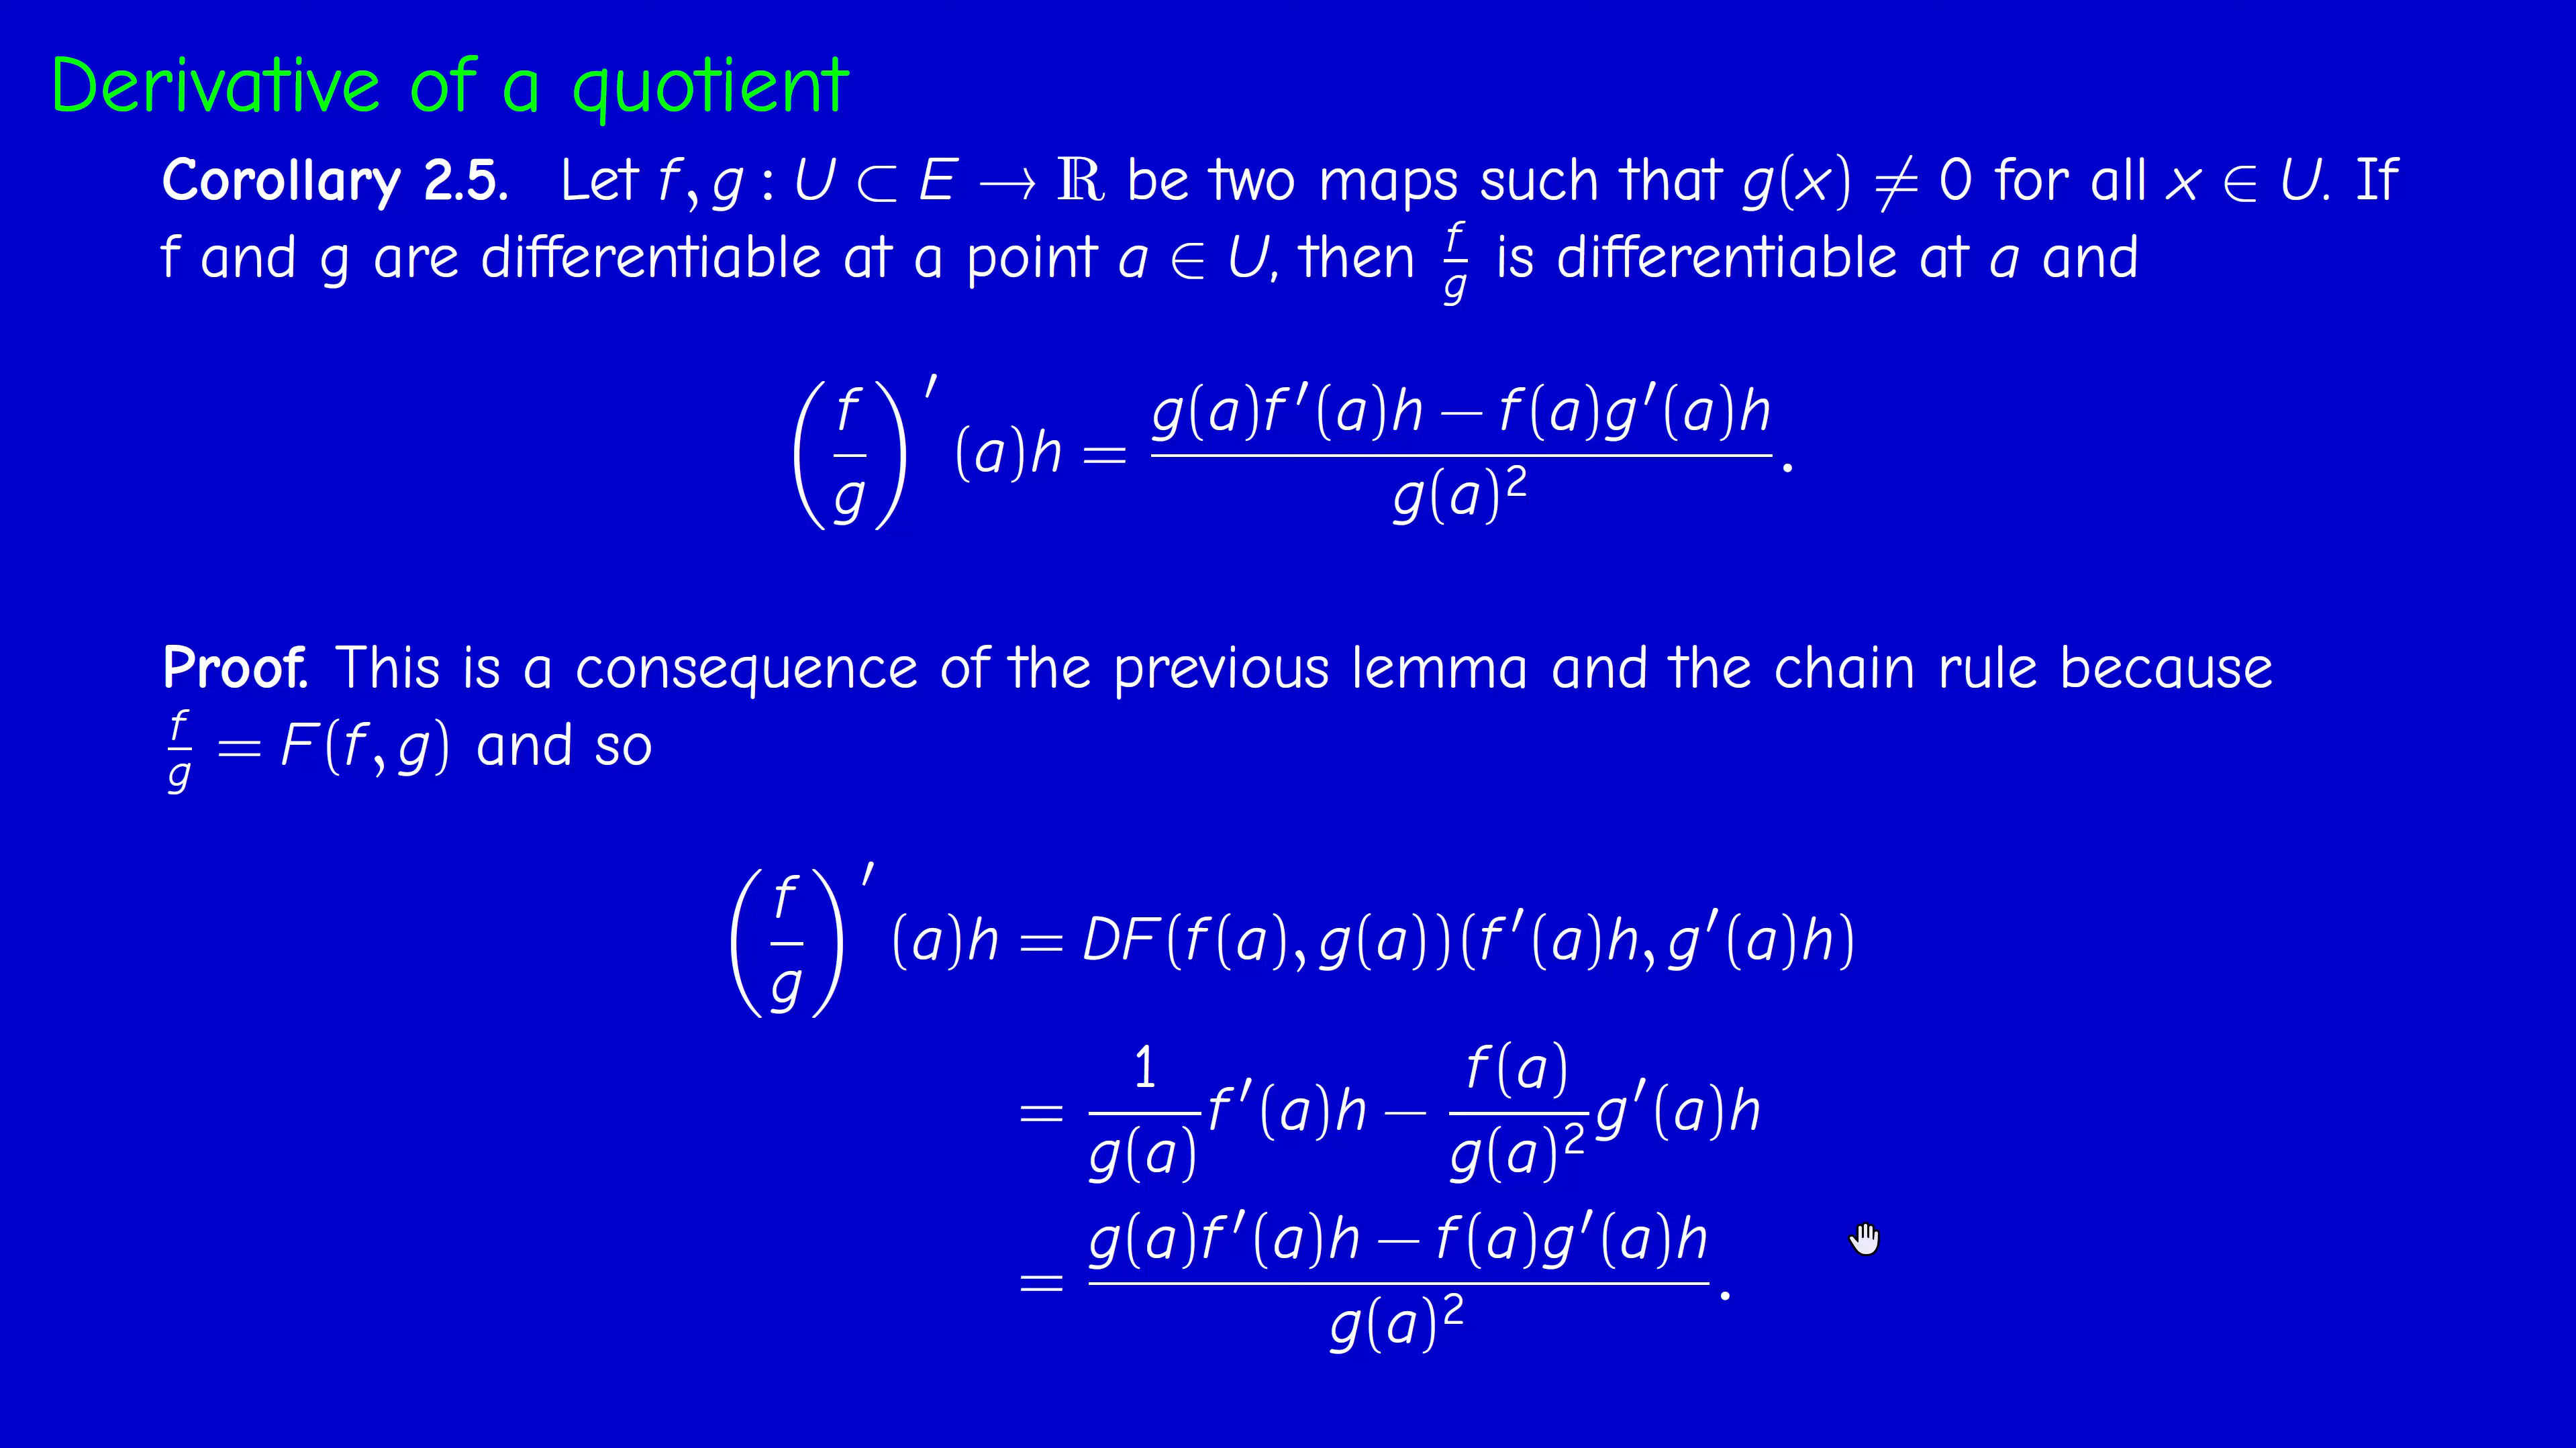 Derivative of a quotient
Corollary 2.5. Let f, g : U ⊂ E → ℝ be two maps such that g(x) ≠ 0 for all x ∈ U. If
f and g are differentiable at a point a ∈ U, then f/g is differentiable at a and
(f/g)′ (a)h = (g(a)f′(a)h − f(a)g′(a)h) / g(a)².
Proof. This is a consequence of the previous lemma and the chain rule because
f/g = F(f, g) and so
(f/g)′ (a)h = DF(f(a), g(a))(f′(a)h, g′(a)h)
= 1/g(a) f′(a)h − f(a)/g(a)² g′(a)h
= (g(a)f′(a)h − f(a)g′(a)h) / g(a)².